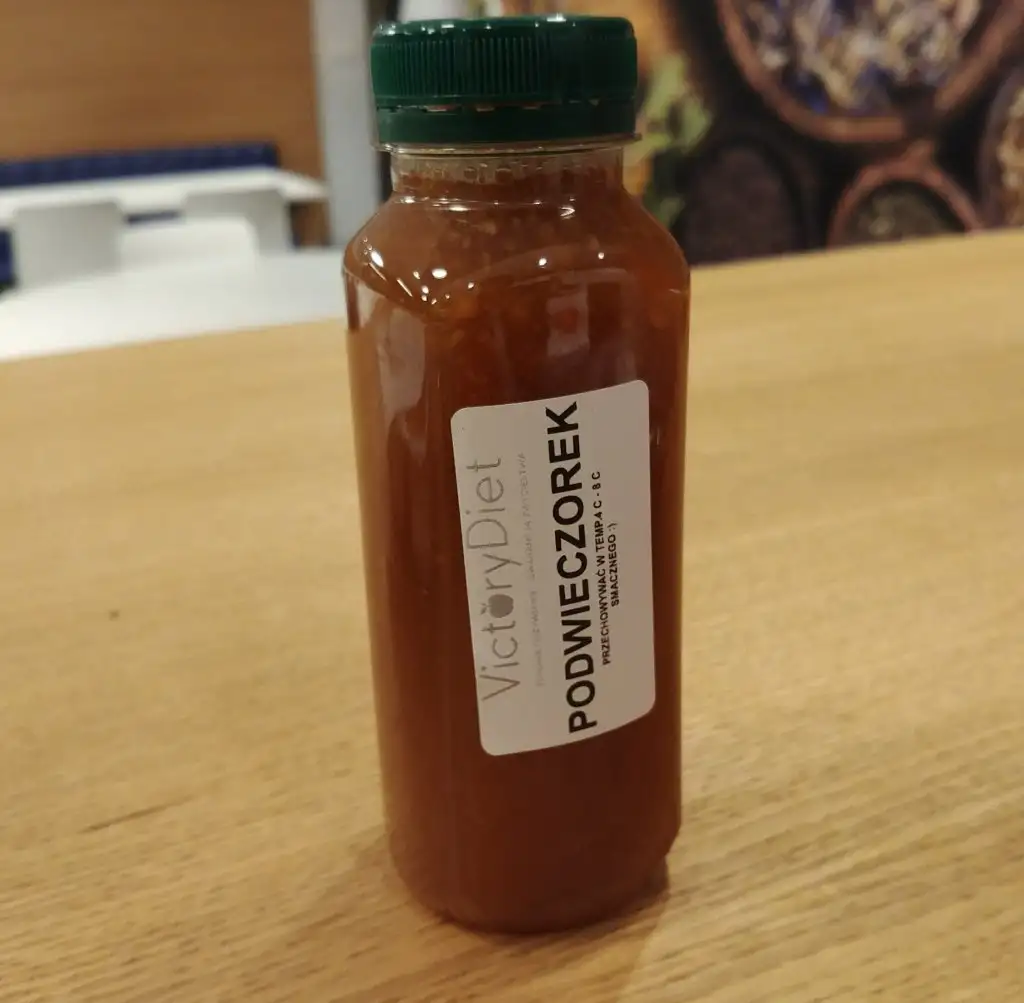 VictoryDiet
PODWIECZOREK
PRZECHOWYWAĆ W TEMP.4 C - 8 C
SMACZNEGO :)